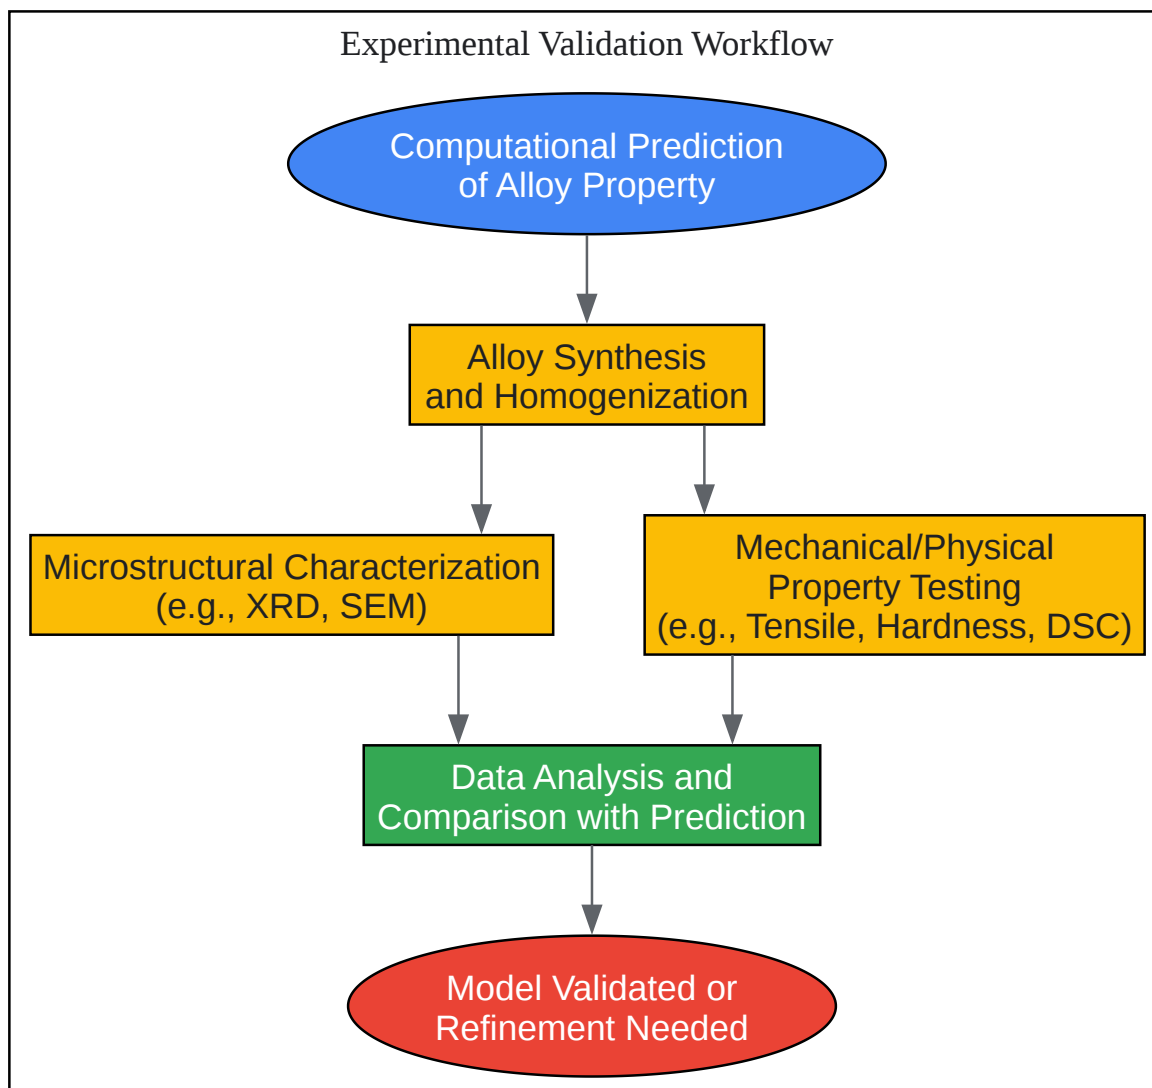 Experimental Validation Workflow
Computational Prediction
of Alloy Property
Alloy Synthesis
and Homogenization
Microstructural Characterization
(e.g., XRD, SEM)
Mechanical/Physical
Property Testing
(e.g., Tensile, Hardness, DSC)
Data Analysis and
Comparison with Prediction
Model Validated or
Refinement Needed